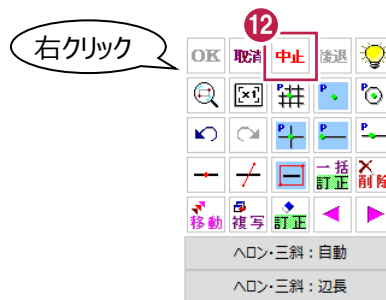 12
右クリック
OK 取消 中止 後退
[×1] P P P
P P P
一括訂正 削除
移動 複写 訂正
ヘロン・三斜：自動
ヘロン・三斜：辺長